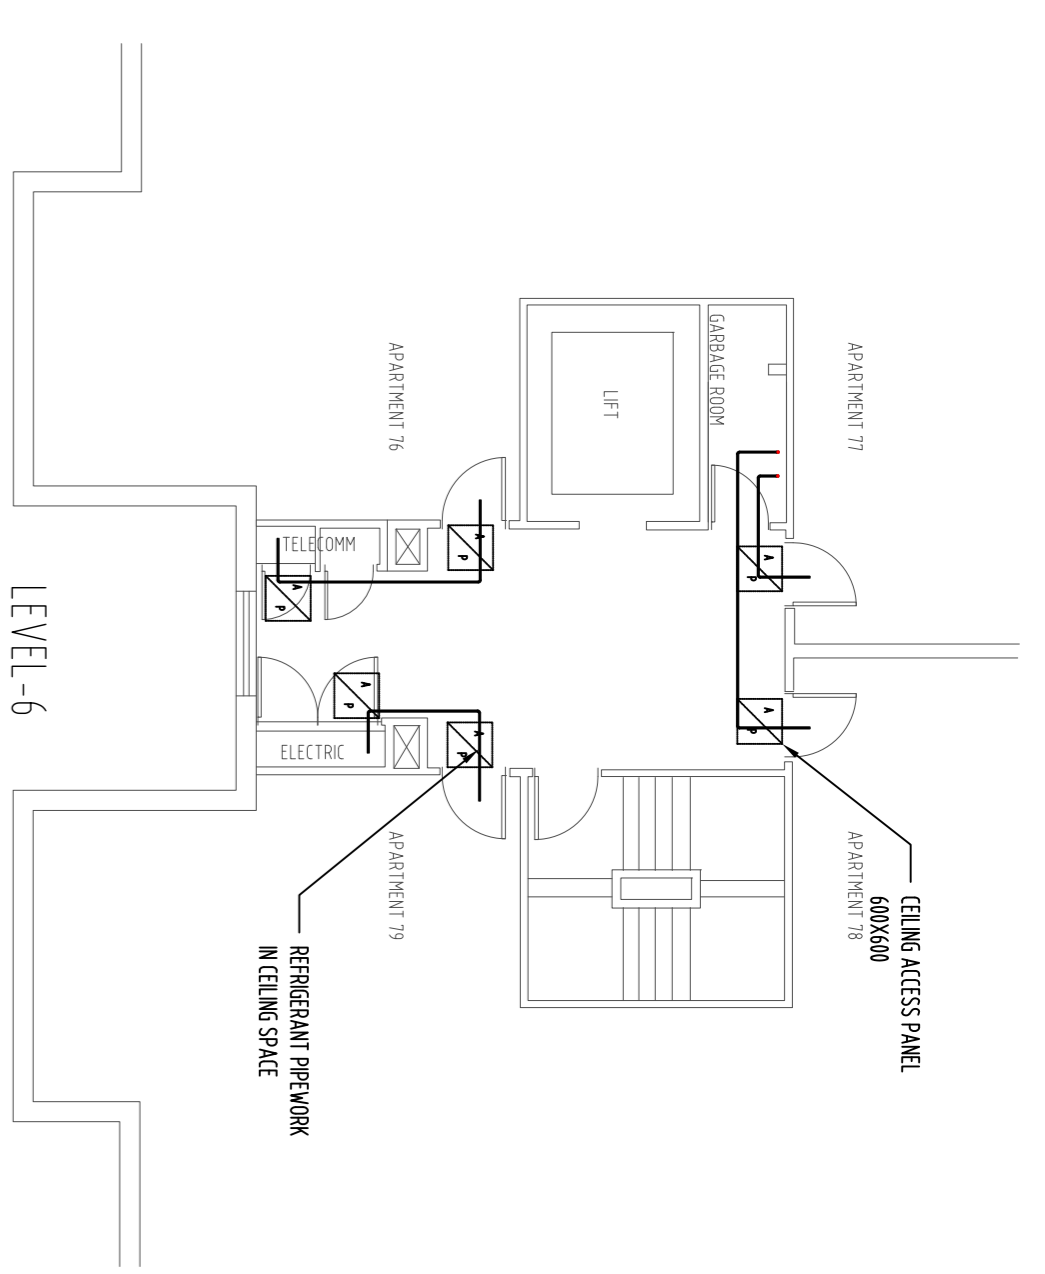 CEILING ACCESS PANEL
600X600
APARTMENT 77
APARTMENT 78
A
P
A
P
GARBAGE ROOM
LIFT
A
P
A
P
APARTMENT 76
APARTMENT 79
A
P
A
P
TELECOMM
ELECTRIC
REFRIGERANT PIPEWORK
IN CEILING SPACE
LEVEL-6